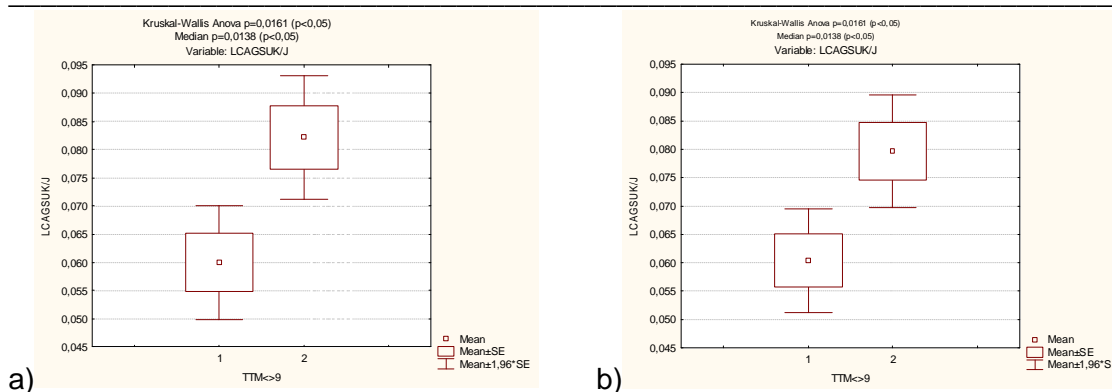 Kruskal-Wallis Anova p=0,0161 (p<0,05)
Median p=0,0138 (p<0,05)
Variable: LCAGSUK/J
0,095
0,090
0,085
0,080
0,075
0,070
0,065
0,060
0,055
0,050
0,045
LCAGSUK/J
1 2
TTM<>9
Mean
Mean±SE
Mean±1,96*SE
a)
Kruskal-Wallis Anova p=0,0161 (p<0,05)
Median p=0,0138 (p<0,05)
Variable: LCAGSUK/J
0,095
0,090
0,085
0,080
0,075
0,070
0,065
0,060
0,055
0,050
0,045
LCAGSUK/J
1 2
TTM<>9
Mean
Mean±SE
Mean±1,96*S
b)